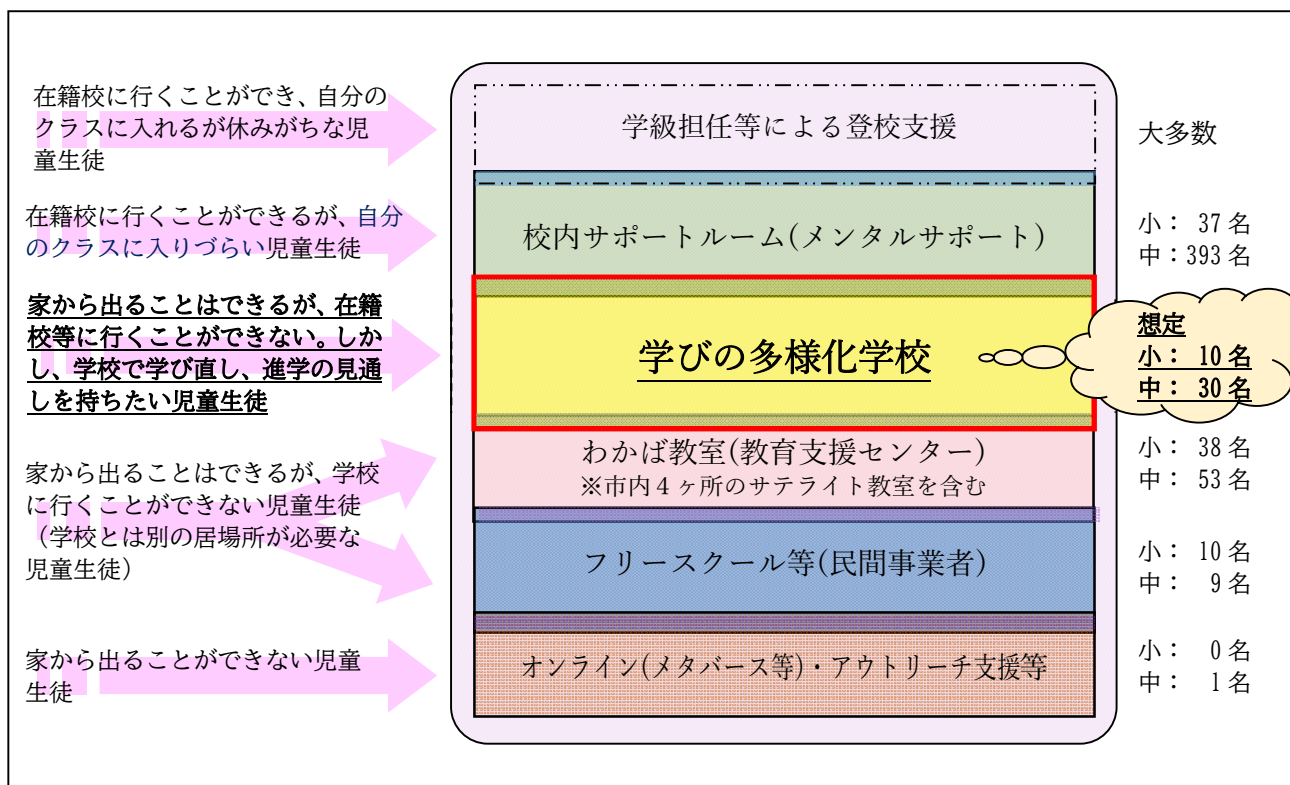 在籍校に行くことができ、自分の
クラスに入れるが休みがちな児
童生徒
学級担任等による登校支援
大多数
在籍校に行くことができるが、自分
のクラスに入りづらい児童生徒
校内サポートルーム(メンタルサポート)
小： 37 名
中：393 名
家から出ることはできるが、在籍
校等に行くことができない。しか
し、学校で学び直し、進学の見通
しを持ちたい児童生徒
学びの多様化学校
想定
小： 10 名
中： 30 名
家から出ることはできるが、学校
に行くことができない児童生徒
（学校とは別の居場所が必要な
児童生徒）
わかば教室(教育支援センター)
※市内４ヶ所のサテライト教室を含む
小： 38 名
中： 53 名
フリースクール等(民間事業者)
小： 10 名
中： 9 名
家から出ることができない児童
生徒
オンライン(メタバース等)・アウトリーチ支援等
小： 0 名
中： 1 名